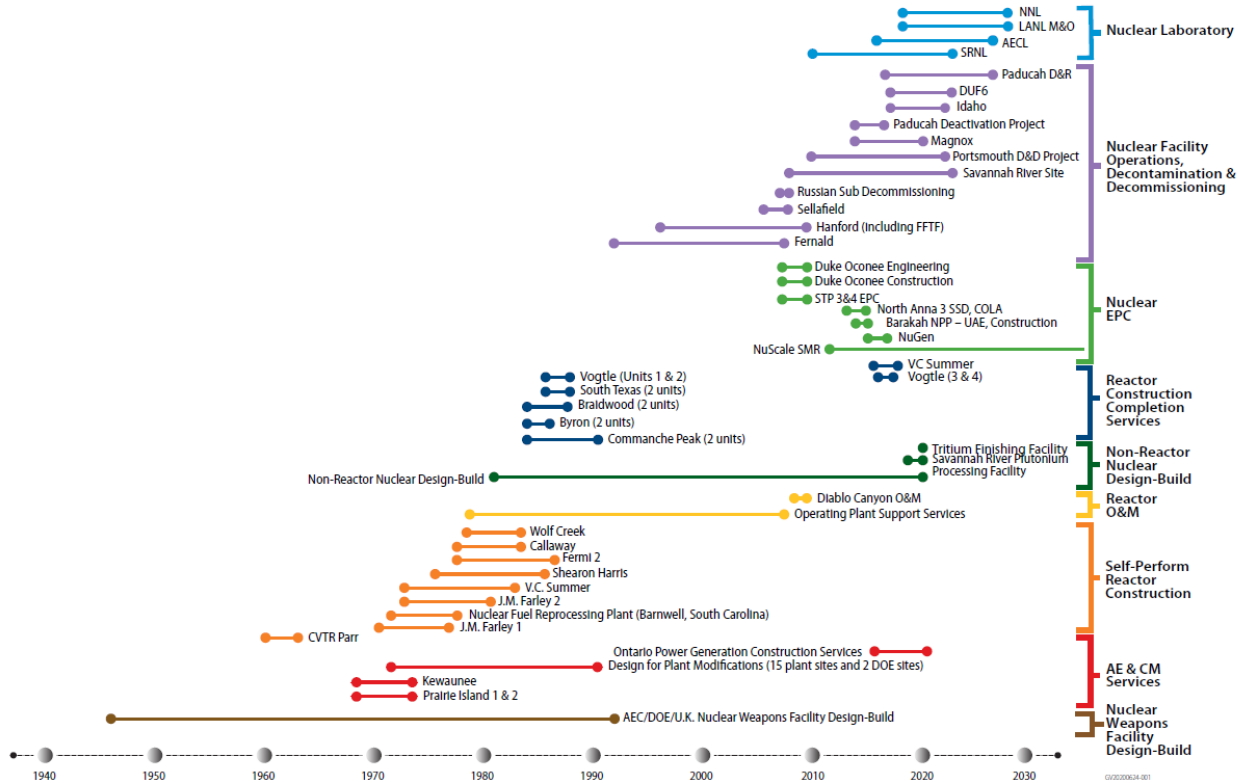 NNL
LANL M&O
AECL
SRNL
Nuclear Laboratory
Paducah D&R
DUF6
Idaho
Paducah Deactivation Project
Magnox
Portsmouth D&D Project
Savannah River Site
Russian Sub Decommissioning
Sellafield
Hanford (including FFTF)
Fernald
Nuclear Facility
Operations,
Decontamination &
Decommissioning
Duke Oconee Engineering
Duke Oconee Construction
STP 3&4 EPC
North Anna 3 SSD, COLA
Barakah NPP – UAE, Construction
NuGen
NuScale SMR
Nuclear
EPC
VC Summer
Vogtle (3 & 4)
Vogtle (Units 1 & 2)
South Texas (2 units)
Braidwood (2 units)
Byron (2 units)
Commanche Peak (2 units)
Reactor
Construction
Completion
Services
Tritium Finishing Facility
Savannah River Plutonium
Processing Facility
Non-Reactor Nuclear Design-Build
Non-Reactor
Nuclear
Design-Build
Diablo Canyon O&M
Operating Plant Support Services
Reactor
O&M
Wolf Creek
Callaway
Fermi 2
Shearon Harris
V.C. Summer
J.M. Farley 2
Nuclear Fuel Reprocessing Plant (Barnwell, South Carolina)
J.M. Farley 1
CVTR Parr
Self-Perform
Reactor
Construction
Ontario Power Generation Construction Services
Design for Plant Modifications (15 plant sites and 2 DOE sites)
Kewaunee
Prairie Island 1 & 2
AE & CM
Services
AEC/DOE/U.K. Nuclear Weapons Facility Design-Build
Nuclear
Weapons
Facility
Design-Build
1940 1950 1960 1970 1980 1990 2000 2010 2020 2030
GV20200624-001